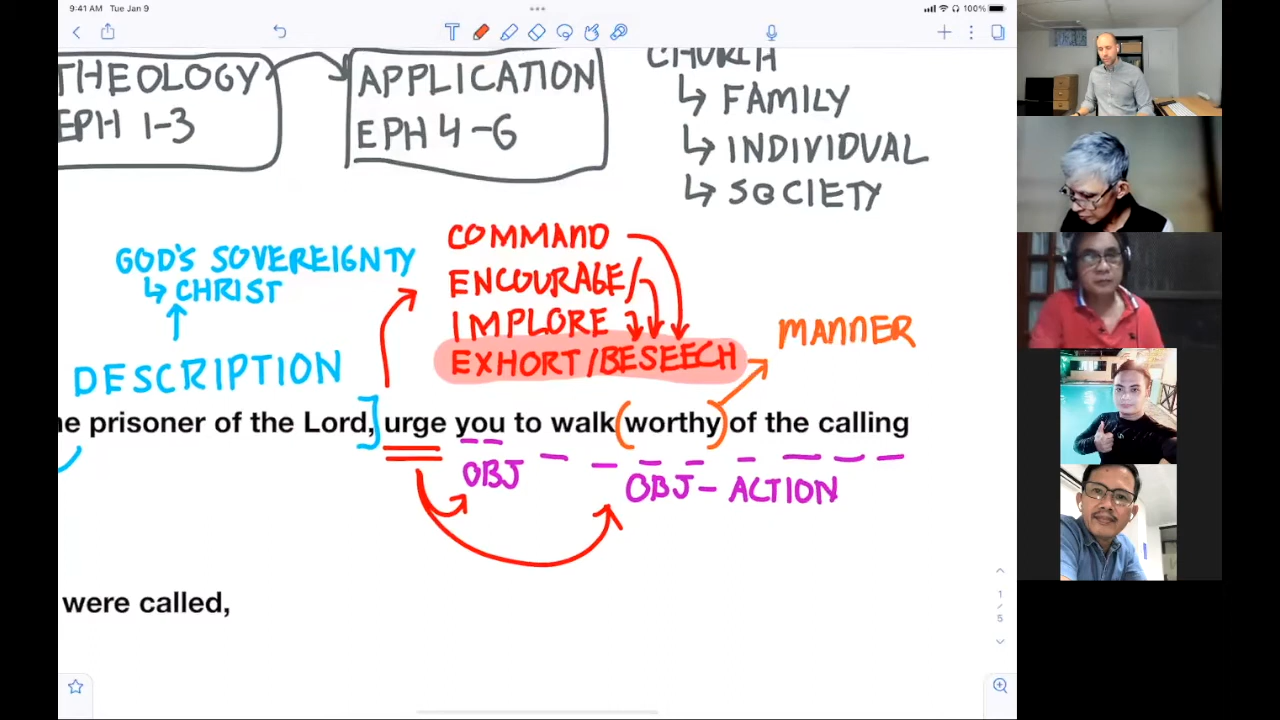 9:41 AM Tue Jan 9
100%
THEOLOGY
EPH 1-3
APPLICATION
EPH 4-6
CHURCH
↳ FAMILY
↳ INDIVIDUAL
↳ SOCIETY
GOD'S SOVEREIGNTY
↳ CHRIST
DESCRIPTION
COMMAND
ENCOURAGE/
IMPLORE
EXHORT/BESEECH
MANNER
prisoner of the Lord,] urge you to walk (worthy) of the calling
OBJ
OBJ- ACTION
were called,
1
/
5